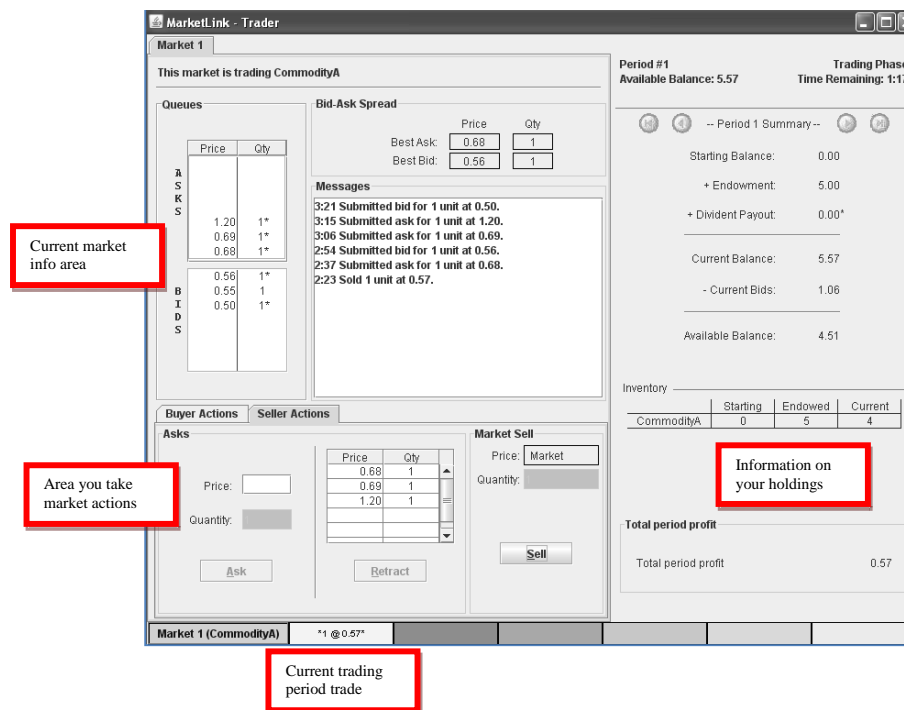 MarketLink - Trader
Market 1
This market is trading CommodityA
Queues
Price Qty
A
S
K
S
1.20 1*
0.69 1*
0.68 1*
B
I
D
S
0.56 1*
0.55 1
0.50 1*
Bid-Ask Spread
Price Qty
Best Ask: 0.68 1
Best Bid: 0.56 1
Messages
3:21 Submitted bid for 1 unit at 0.50.
3:15 Submitted ask for 1 unit at 1.20.
3:06 Submitted ask for 1 unit at 0.69.
2:54 Submitted bid for 1 unit at 0.56.
2:37 Submitted ask for 1 unit at 0.68.
2:23 Sold 1 unit at 0.57.
Current market
info area
Buyer Actions Seller Actions
Asks
Price:
Quantity:
Ask
Price Qty
0.68 1
0.69 1
1.20 1
Retract
Market Sell
Price: Market
Quantity:
Sell
Area you take
market actions
Market 1 (CommodityA) *1 @ 0.57*
Current trading
period trade
Period #1 Trading Phase
Available Balance: 5.57 Time Remaining: 1:17
-- Period 1 Summary --
Starting Balance: 0.00
+ Endowment: 5.00
+ Divident Payout: 0.00*
Current Balance: 5.57
- Current Bids: 1.06
Available Balance: 4.51
Inventory
Starting Endowed Current
CommodityA 0 5 4
Information on
your holdings
Total period profit
Total period profit 0.57